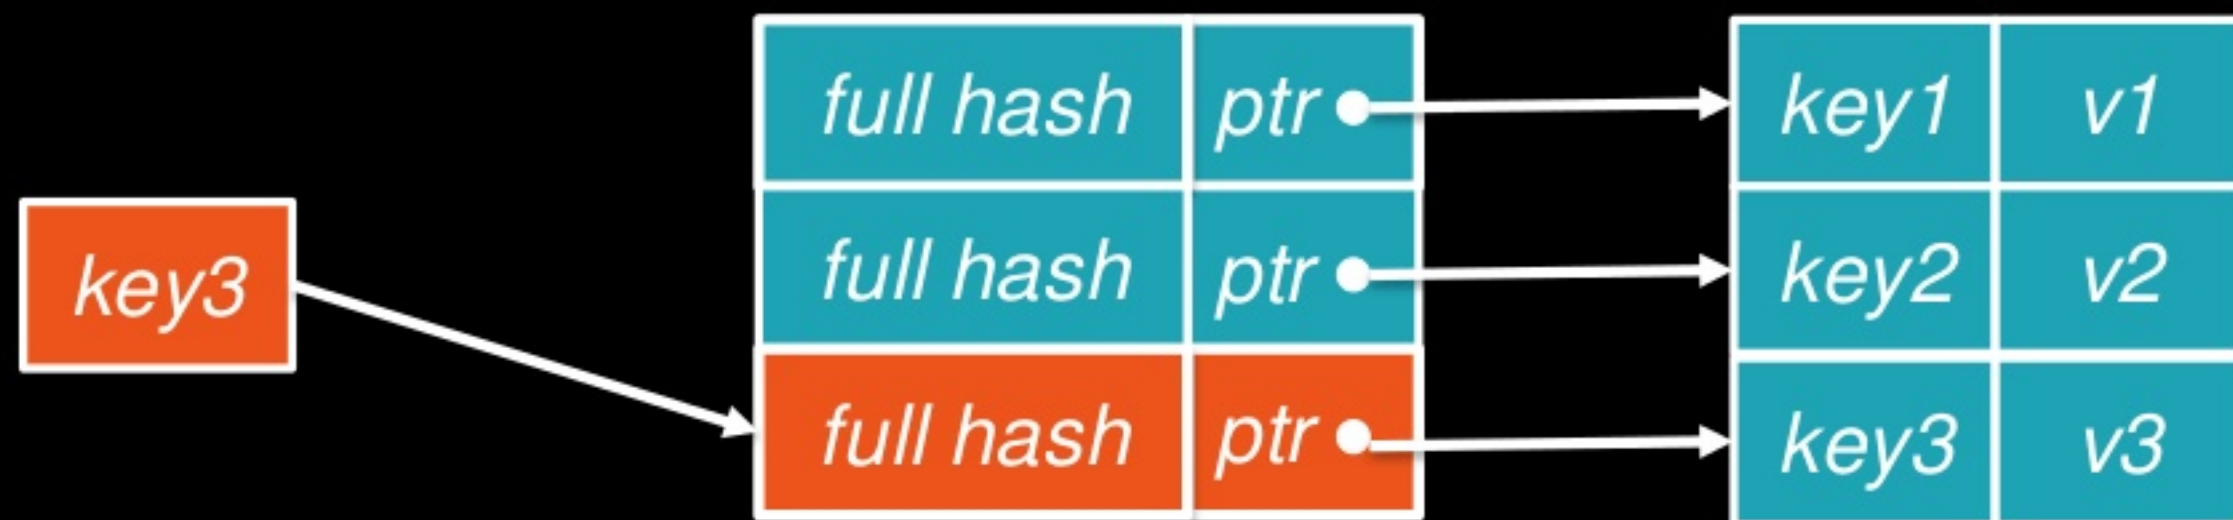 full hash ptr key1 v1
key3
full hash ptr key2 v2
full hash ptr key3 v3